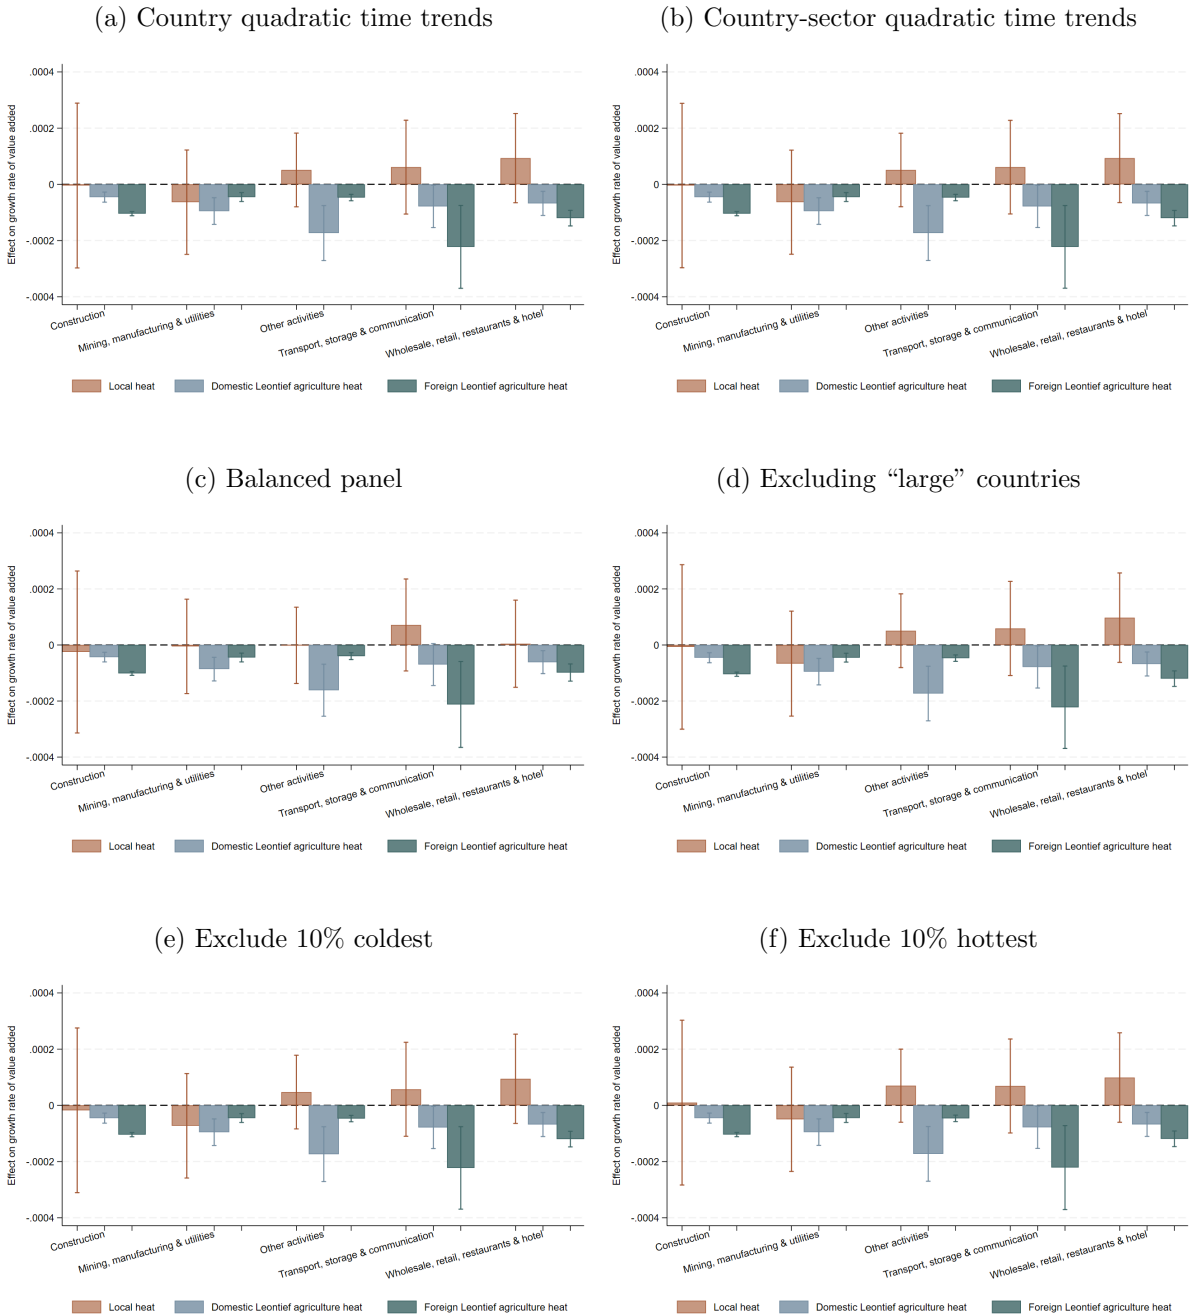 (a) Country quadratic time trends
Effect on growth rate of value added
.0004
.0002
0
-.0002
-.0004
Construction
Mining, manufacturing & utilities
Other activities
Transport, storage & communication
Wholesale, retail, restaurants & hotel
Local heat Domestic Leontief agriculture heat Foreign Leontief agriculture heat
(b) Country-sector quadratic time trends
Effect on growth rate of value added
.0004
.0002
0
-.0002
-.0004
Construction
Mining, manufacturing & utilities
Other activities
Transport, storage & communication
Wholesale, retail, restaurants & hotel
Local heat Domestic Leontief agriculture heat Foreign Leontief agriculture heat
(c) Balanced panel
Effect on growth rate of value added
.0004
.0002
0
-.0002
-.0004
Construction
Mining, manufacturing & utilities
Other activities
Transport, storage & communication
Wholesale, retail, restaurants & hotel
Local heat Domestic Leontief agriculture heat Foreign Leontief agriculture heat
(d) Excluding “large” countries
Effect on growth rate of value added
.0004
.0002
0
-.0002
-.0004
Construction
Mining, manufacturing & utilities
Other activities
Transport, storage & communication
Wholesale, retail, restaurants & hotel
Local heat Domestic Leontief agriculture heat Foreign Leontief agriculture heat
(e) Exclude 10% coldest
Effect on growth rate of value added
.0004
.0002
0
-.0002
-.0004
Construction
Mining, manufacturing & utilities
Other activities
Transport, storage & communication
Wholesale, retail, restaurants & hotel
Local heat Domestic Leontief agriculture heat Foreign Leontief agriculture heat
(f) Exclude 10% hottest
Effect on growth rate of value added
.0004
.0002
0
-.0002
-.0004
Construction
Mining, manufacturing & utilities
Other activities
Transport, storage & communication
Wholesale, retail, restaurants & hotel
Local heat Domestic Leontief agriculture heat Foreign Leontief agriculture heat